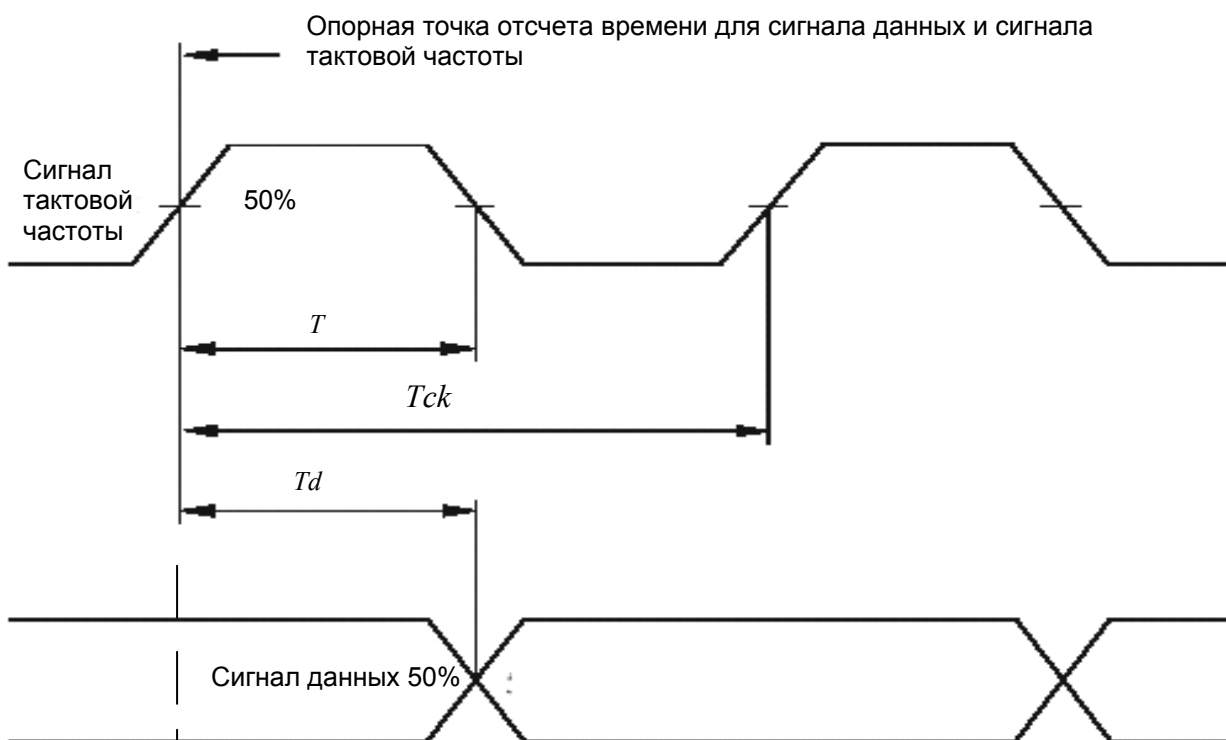 Опорная точка отсчета времени для сигнала данных и сигнала
тактовой частоты
Сигнал
тактовой
частоты
50%
T
Tck
Td
Сигнал данных 50%